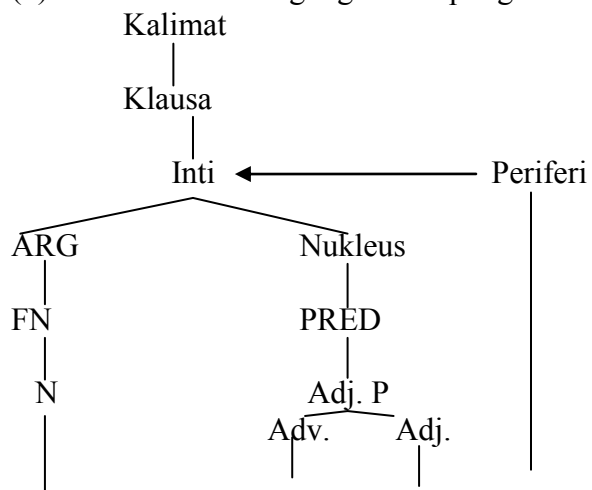 Kalimat
Klausa
Inti Periferi
ARG Nukleus
FN PRED
N Adj. P
Adv. Adj.